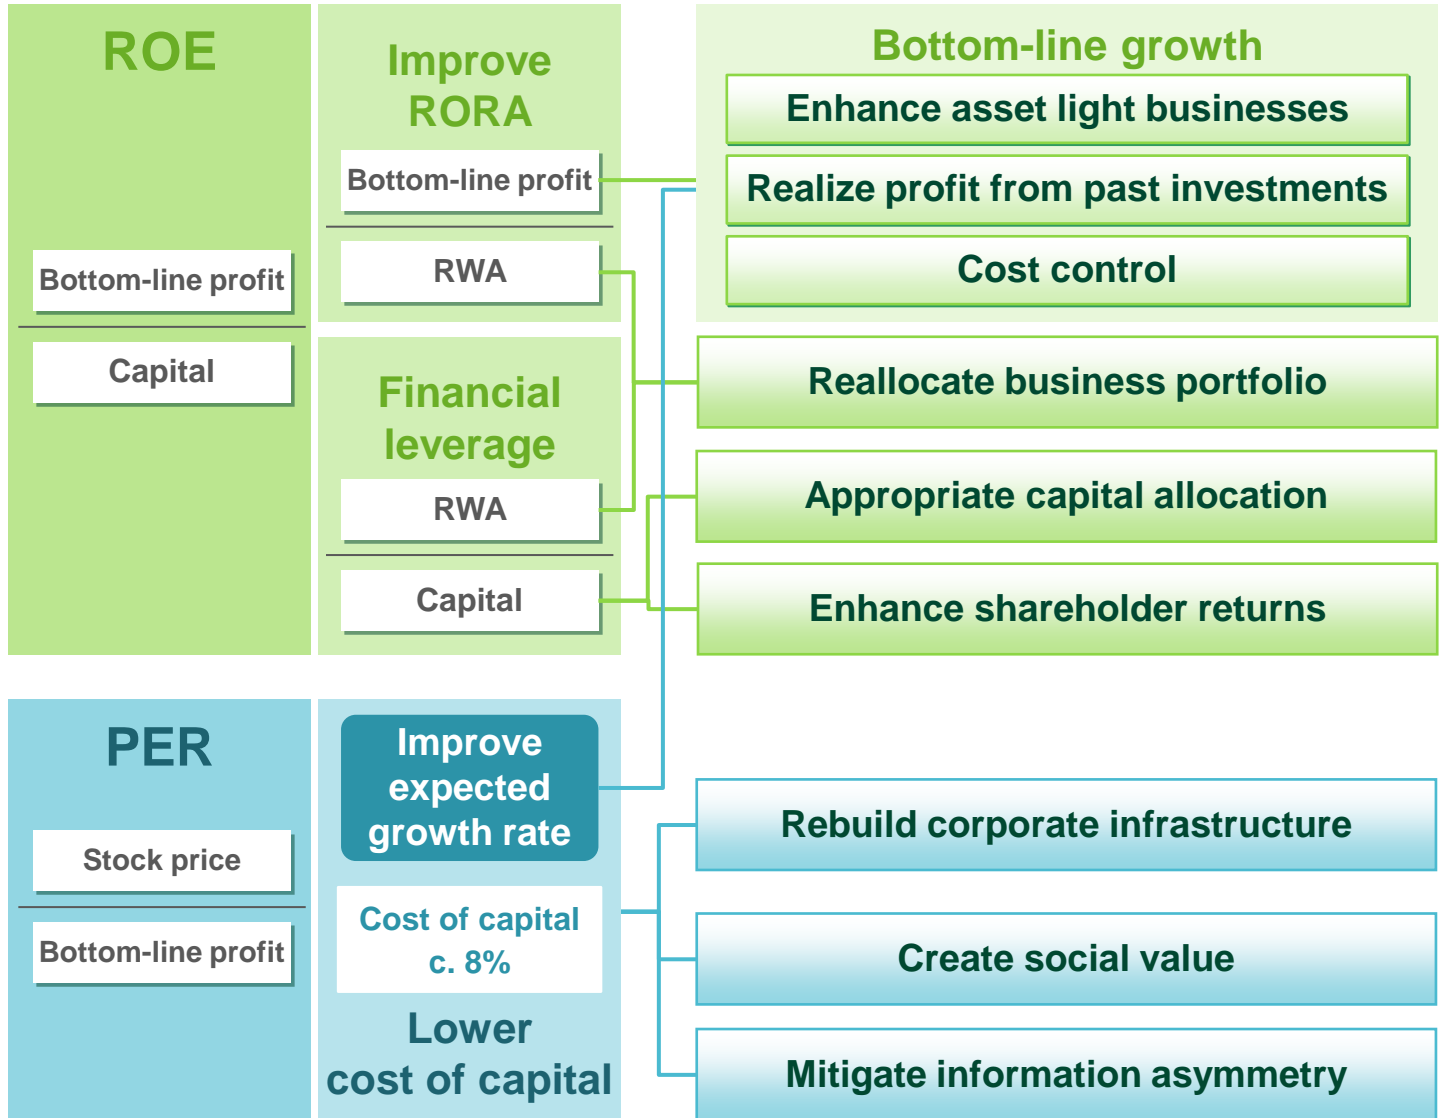 ROE
Bottom-line profit
Capital
Improve
RORA
Bottom-line profit
RWA
Financial
leverage
RWA
Capital
Bottom-line growth
Enhance asset light businesses
Realize profit from past investments
Cost control
Reallocate business portfolio
Appropriate capital allocation
Enhance shareholder returns
PER
Stock price
Bottom-line profit
Improve
expected
growth rate
Cost of capital
c. 8%
Lower
cost of capital
Rebuild corporate infrastructure
Create social value
Mitigate information asymmetry